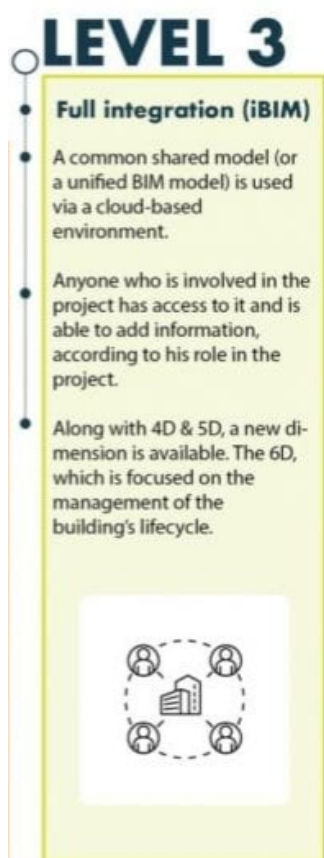 LEVEL 3
Full integration (iBIM)
A common shared model (or
a unified BIM model) is used
via a cloud-based
environment.
Anyone who is involved in the
project has access to it and is
able to add information,
according to his role in the
project.
Along with 4D & 5D, a new di-
mension is available. The 6D,
which is focused on the
management of the
building's lifecycle.